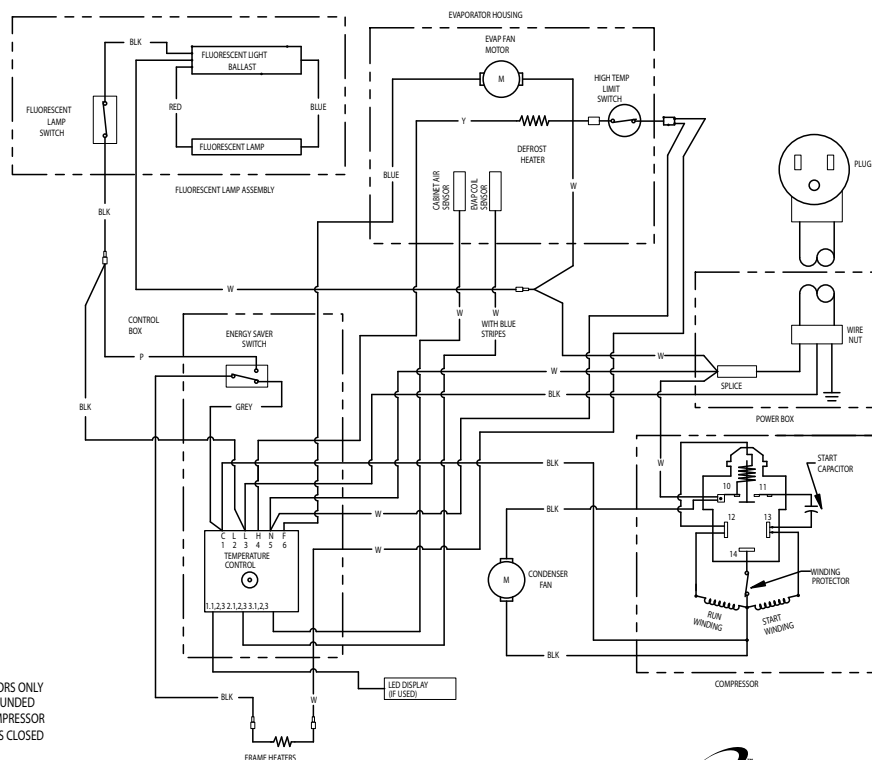 EVAPORATOR HOUSING
BLK
FLUORESCENT LIGHT
BALLAST
EVAP FAN
MOTOR
M
HIGH TEMP
LIMIT
SWITCH
FLUORESCENT
LAMP
SWITCH
RED
BLUE
Y
DEFROST
HEATER
FLUORESCENT LAMP
PLUG
BLUE
CABINET AIR
SENSOR
EVAP COIL
SENSOR
W
FLUORESCENT LAMP ASSEMBLY
BLK
W
W
W
WITH BLUE
STRIPES
CONTROL
BOX
ENERGY SAVER
SWITCH
WIRE
NUT
P
W
W
SPLICE
BLK
BLK
GREY
POWER BOX
BLK
W
START
CAPACITOR
10
11
W
BLK
12
13
C L L H N F
1 2 3 4 5 6
TEMPERATURE
CONTROL
W
14
M
CONDENSER
FAN
WINDING
PROTECTOR
1.1,2,3 2.1,2,3 3.1,2,3
RUN
WINDING
START
WINDING
BLK
COMPRESSOR
LED DISPLAY
(IF USED)
BLK
W
ORS ONLY
UNDED
MPRESSOR
S CLOSED
FRAME HEATERS